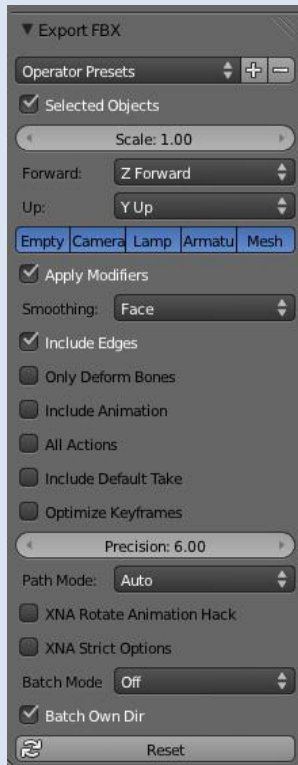 Export FBX
Operator Presets
Selected Objects
Scale: 1.00
Forward: Z Forward
Up: Y Up
Empty Camera Lamp Armatu Mesh
Apply Modifiers
Smoothing: Face
Include Edges
Only Deform Bones
Include Animation
All Actions
Include Default Take
Optimize Keyframes
Precision: 6.00
Path Mode: Auto
XNA Rotate Animation Hack
XNA Strict Options
Batch Mode Off
Batch Own Dir
Reset